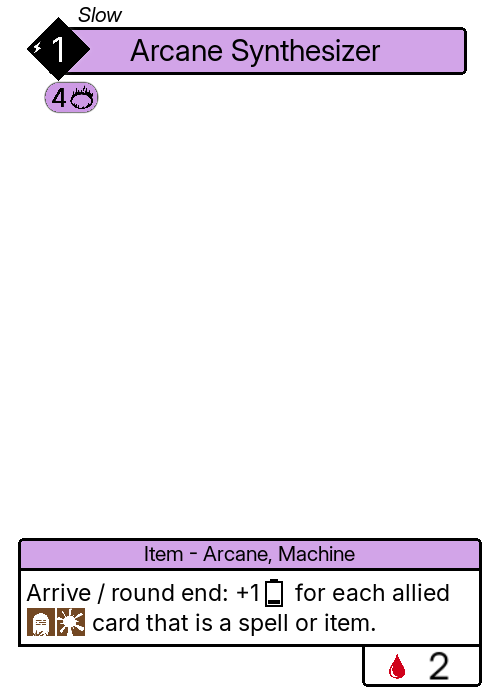 Slow
1
Arcane Synthesizer
4
Item - Arcane, Machine
Arrive / round end: +1 for each allied
card that is a spell or item.
2